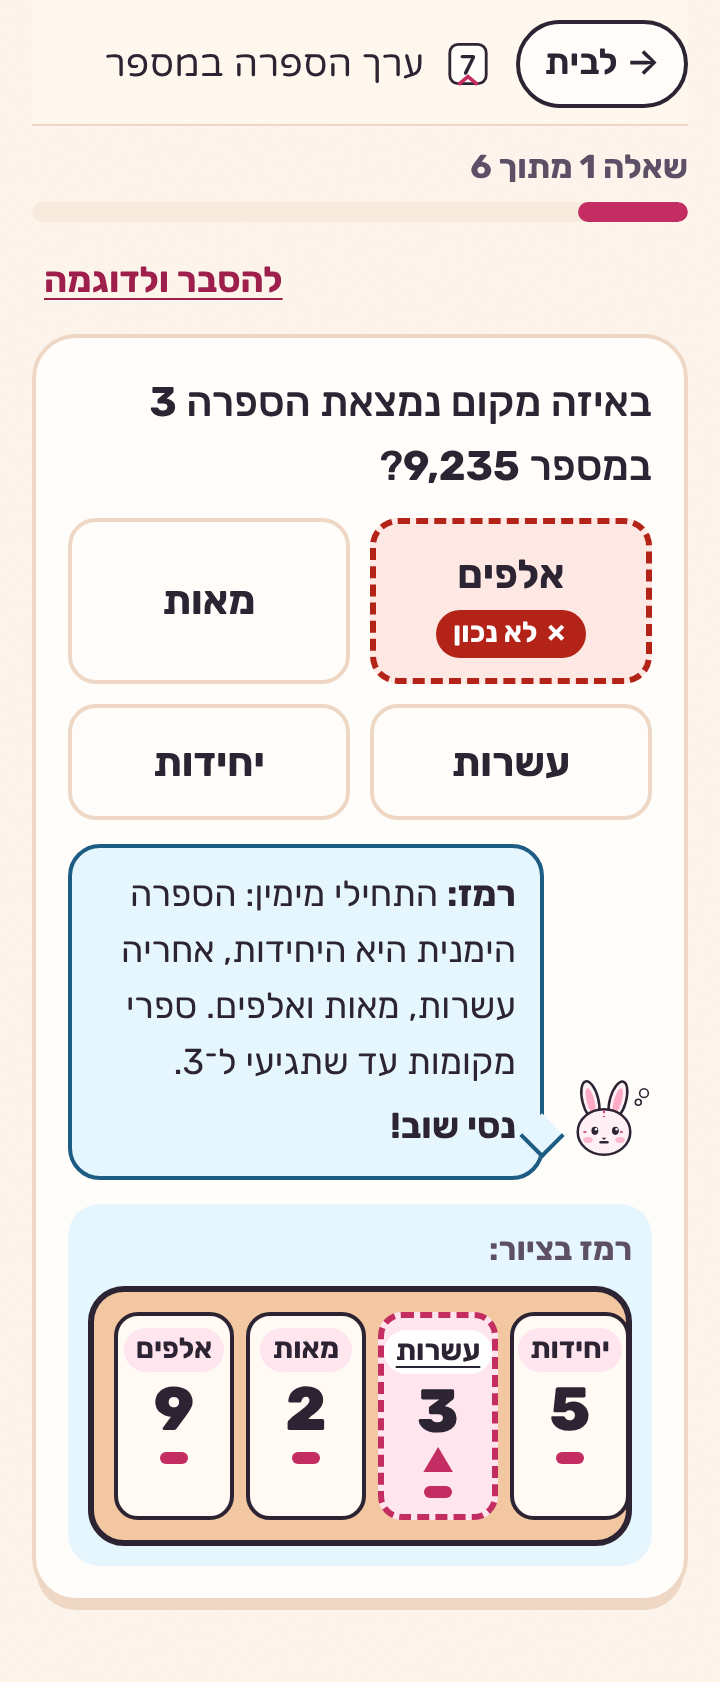 → לבית
7
ערך הספרה במספר
שאלה 1 מתוך 6
להסבר ולדוגמה
באיזה מקום נמצאת הספרה 3
במספר 9,235?
אלפים
× לא נכון
מאות
עשרות
יחידות
רמז: התחילי מימין: הספרה
הימנית היא היחידות, אחריה
עשרות, מאות ואלפים. ספרי
מקומות עד שתגיעי ל־3.
נסי שוב!
רמז בציור:
יחידות
5
עשרות
3
מאות
2
אלפים
9